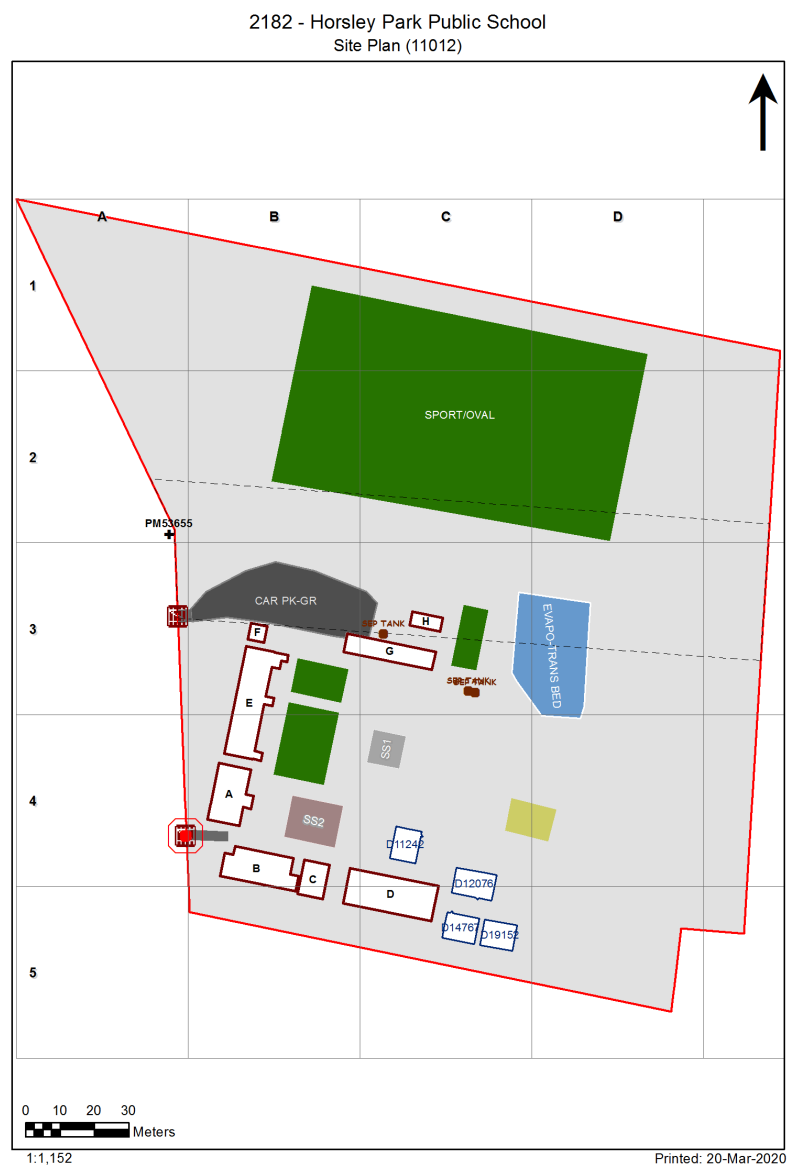 2182 - Horsley Park Public School
Site Plan (11012)
A
B
C
D
1
SPORT/OVAL
2
PM53655
CAR PK-GR
SEP TANK
H
F
3
G
EVAPO-TRANS BED
SEP TANK
E
SS1
A
4
SS2
D11242
B
C
D12076
D
D14767
D19152
5
0 10 20 30
Meters
1:1,152
Printed: 20-Mar-2020